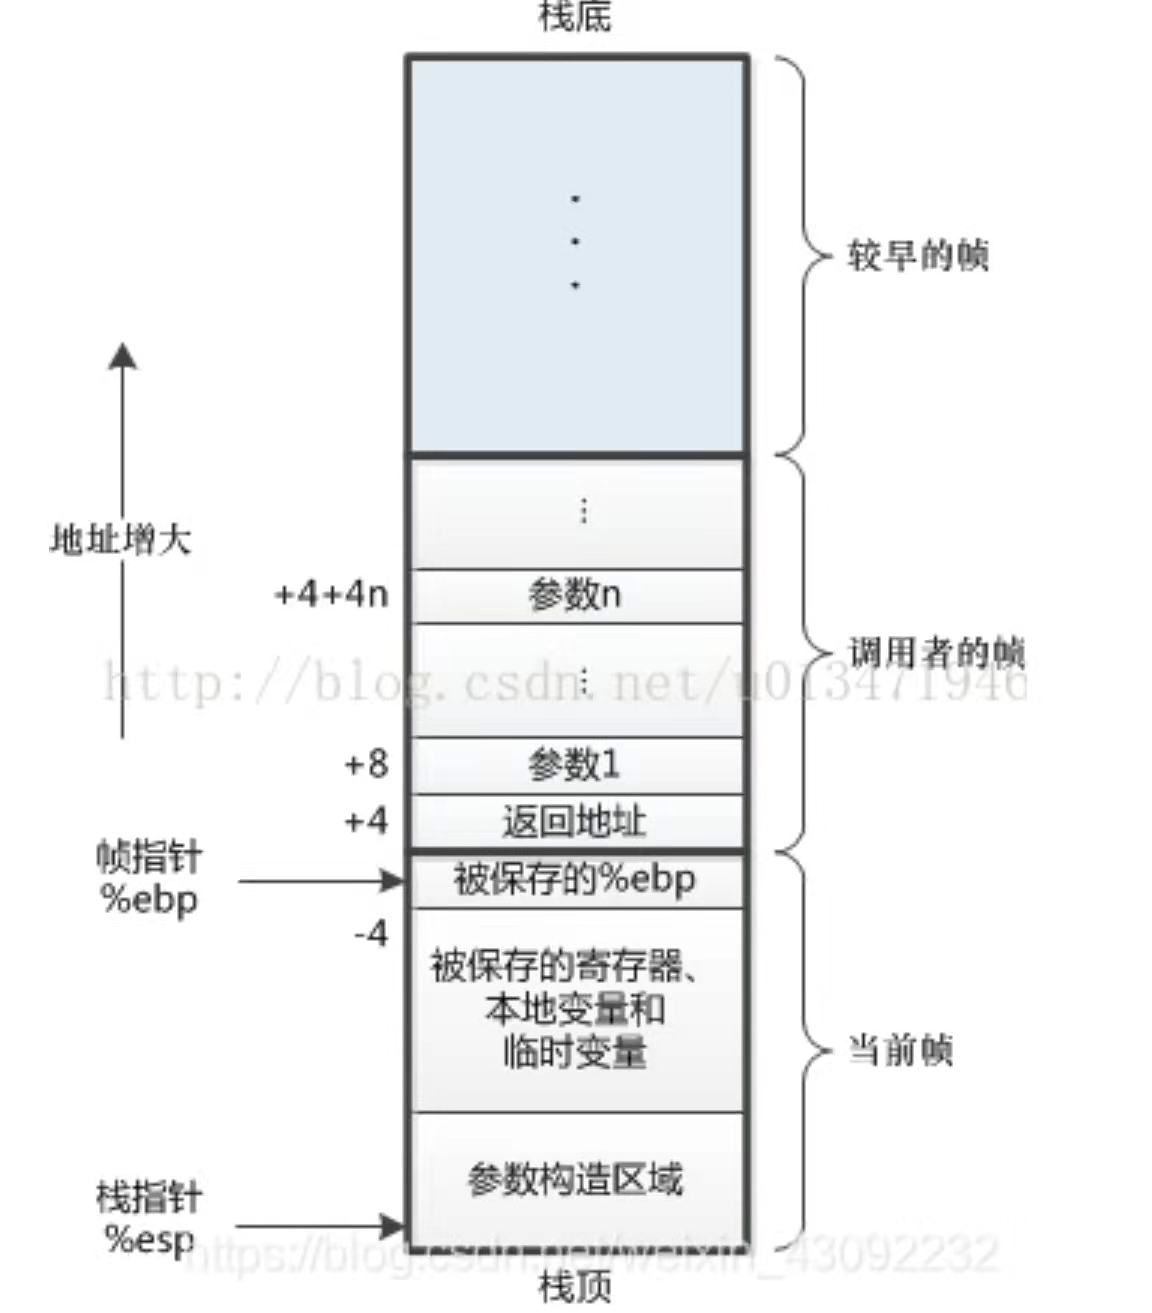 栈底
较早的帧
地址增大
+4+4n
参数n
调用者的帧
http://blog.csdn.net/u013471946
+8
参数1
+4
返回地址
帧指针
%ebp
被保存的%ebp
-4
被保存的寄存器、
本地变量和
临时变量
当前帧
参数构造区域
栈指针
%esp
https://blog.csdn.net/weixin_43092232
栈顶